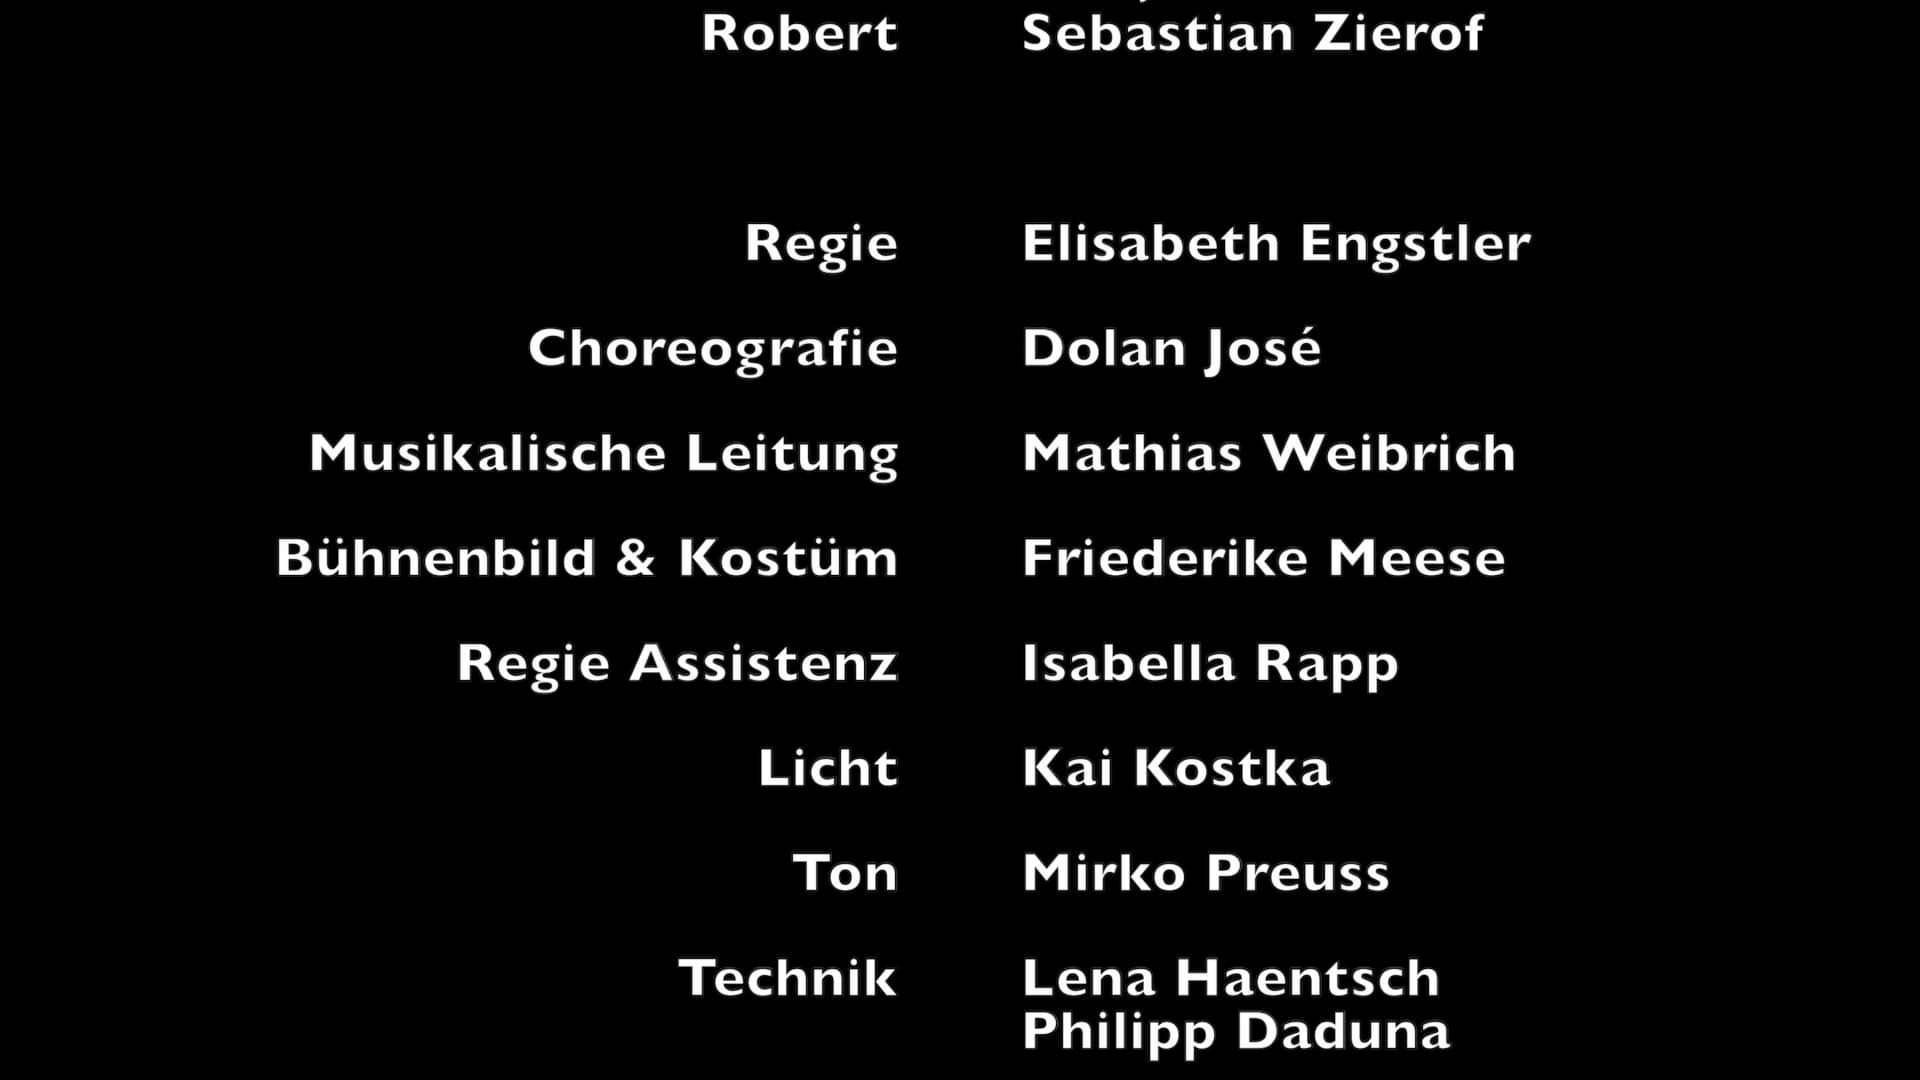 Robert Sebastian Zierof
Regie Elisabeth Engstler
Choreografie Dolan José
Musikalische Leitung Mathias Weibrich
Bühnenbild & Kostüm Friederike Meese
Regie Assistenz Isabella Rapp
Licht Kai Kostka
Ton Mirko Preuss
Technik Lena Haentsch
Philipp Daduna